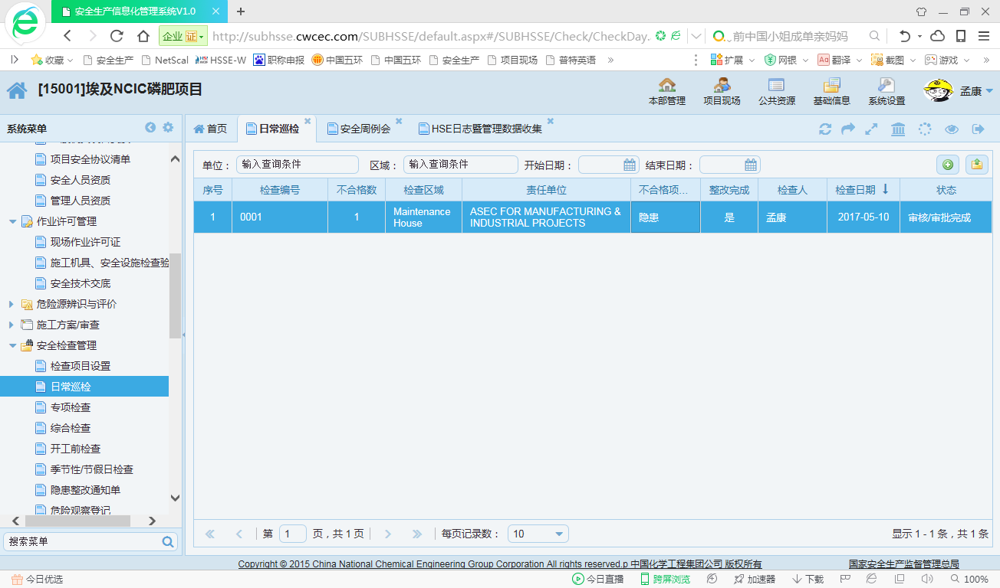 安全生产信息化管理系统V1.0
企业 证 http://subhsse.cwcec.com/SUBHSSE/default.aspx#/SUBHSSE/Check/CheckDay. 前中国小姐成单亲妈妈
收藏 安全生产 NetScal HSSE-W 职称申报 中国五环 中国五环 安全生产 项目现场 普特英语 扩展 网银 Aa 翻译 截图 游戏
[15001]埃及NCIC磷肥项目
本部管理 项目现场 公共资源 基础信息 系统设置 孟康
系统菜单
首页 日常巡检 安全周例会 HSE日志暨管理数据收集
项目安全协议清单
安全人员资质
管理人员资质
作业许可管理
现场作业许可证
施工机具、安全设施检查验
安全技术交底
危险源辨识与评价
施工方案/审查
安全检查管理
检查项目设置
日常巡检
专项检查
综合检查
开工前检查
季节性/节假日检查
隐患整改通知单
危险观察登记
搜索菜单
单位： 输入查询条件 区域： 输入查询条件 开始日期： 结束日期：
序号 检查编号 不合格数 检查区域 责任单位 不合格项... 整改完成 检查人 检查日期 状态
1 0001 1 Maintenance House ASEC FOR MANUFACTURING & INDUSTRIAL PROJECTS 隐患 是 孟康 2017-05-10 审核/审批完成
第 1 页，共 1 页 每页记录数： 10 显示 1 - 1 条，共 1 条
Copyright © 2015 China National Chemical Engineering Group Corporation All rights reserved.p 中国化学工程集团公司 版权所有 国家安全生产监督管理总局
今日优选 今日直播 跨屏浏览 加速器 下载 100%